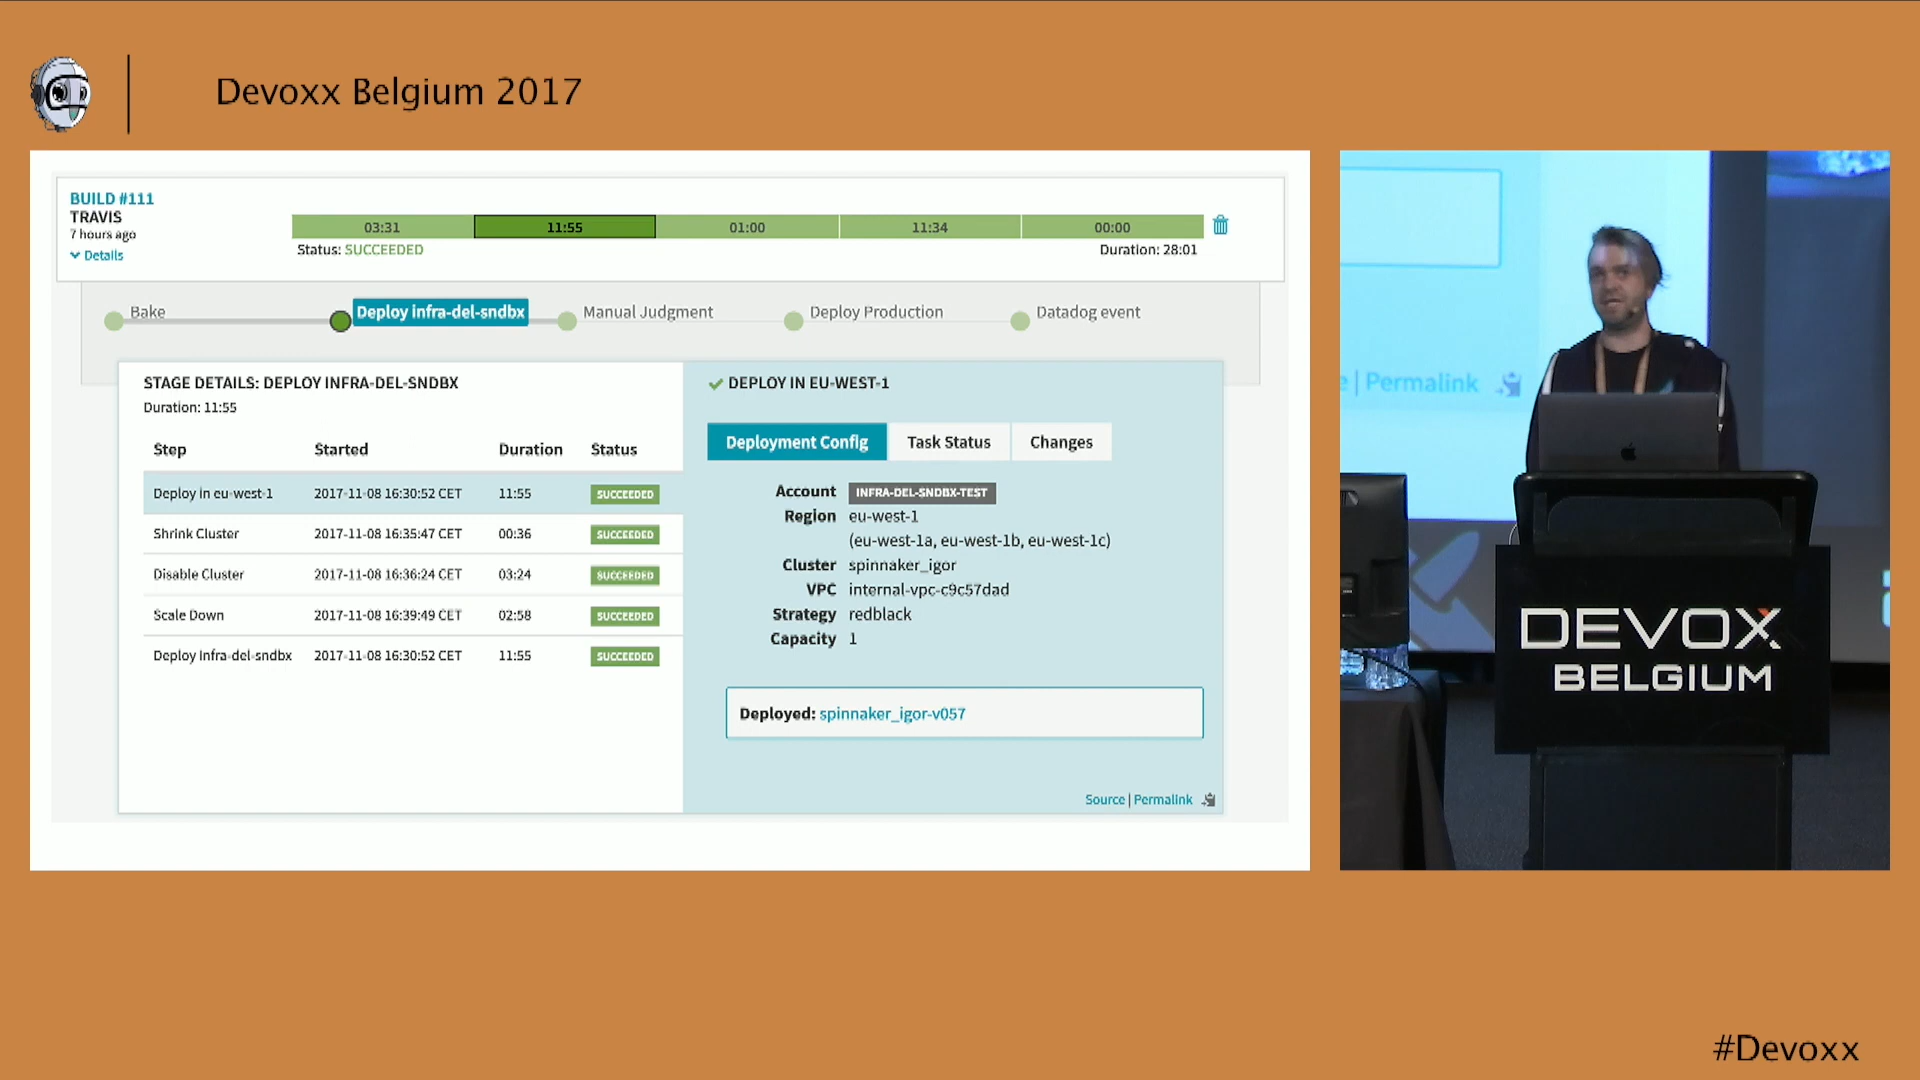 Devoxx Belgium 2017
BUILD #111
TRAVIS
7 hours ago
Details
03:31 11:55 01:00 11:34 00:00
Status: SUCCEEDED Duration: 28:01
Bake Deploy infra-del-sndbx Manual Judgment Deploy Production Datadog event
STAGE DETAILS: DEPLOY INFRA-DEL-SNDBX
Duration: 11:55
Step Started Duration Status
Deploy in eu-west-1 2017-11-08 16:30:52 CET 11:55 SUCCEEDED
Shrink Cluster 2017-11-08 16:35:47 CET 00:36 SUCCEEDED
Disable Cluster 2017-11-08 16:36:24 CET 03:24 SUCCEEDED
Scale Down 2017-11-08 16:39:49 CET 02:58 SUCCEEDED
Deploy infra-del-sndbx 2017-11-08 16:30:52 CET 11:55 SUCCEEDED
DEPLOY IN EU-WEST-1
Deployment Config Task Status Changes
Account INFRA-DEL-SNDBX-TEST
Region eu-west-1
(eu-west-1a, eu-west-1b, eu-west-1c)
Cluster spinnaker_igor
VPC internal-vpc-c9c57dad
Strategy redblack
Capacity 1
Deployed: spinnaker_igor-v057
Source | Permalink
e | Permalink
DEVOXX
BELGIUM
#Devoxx